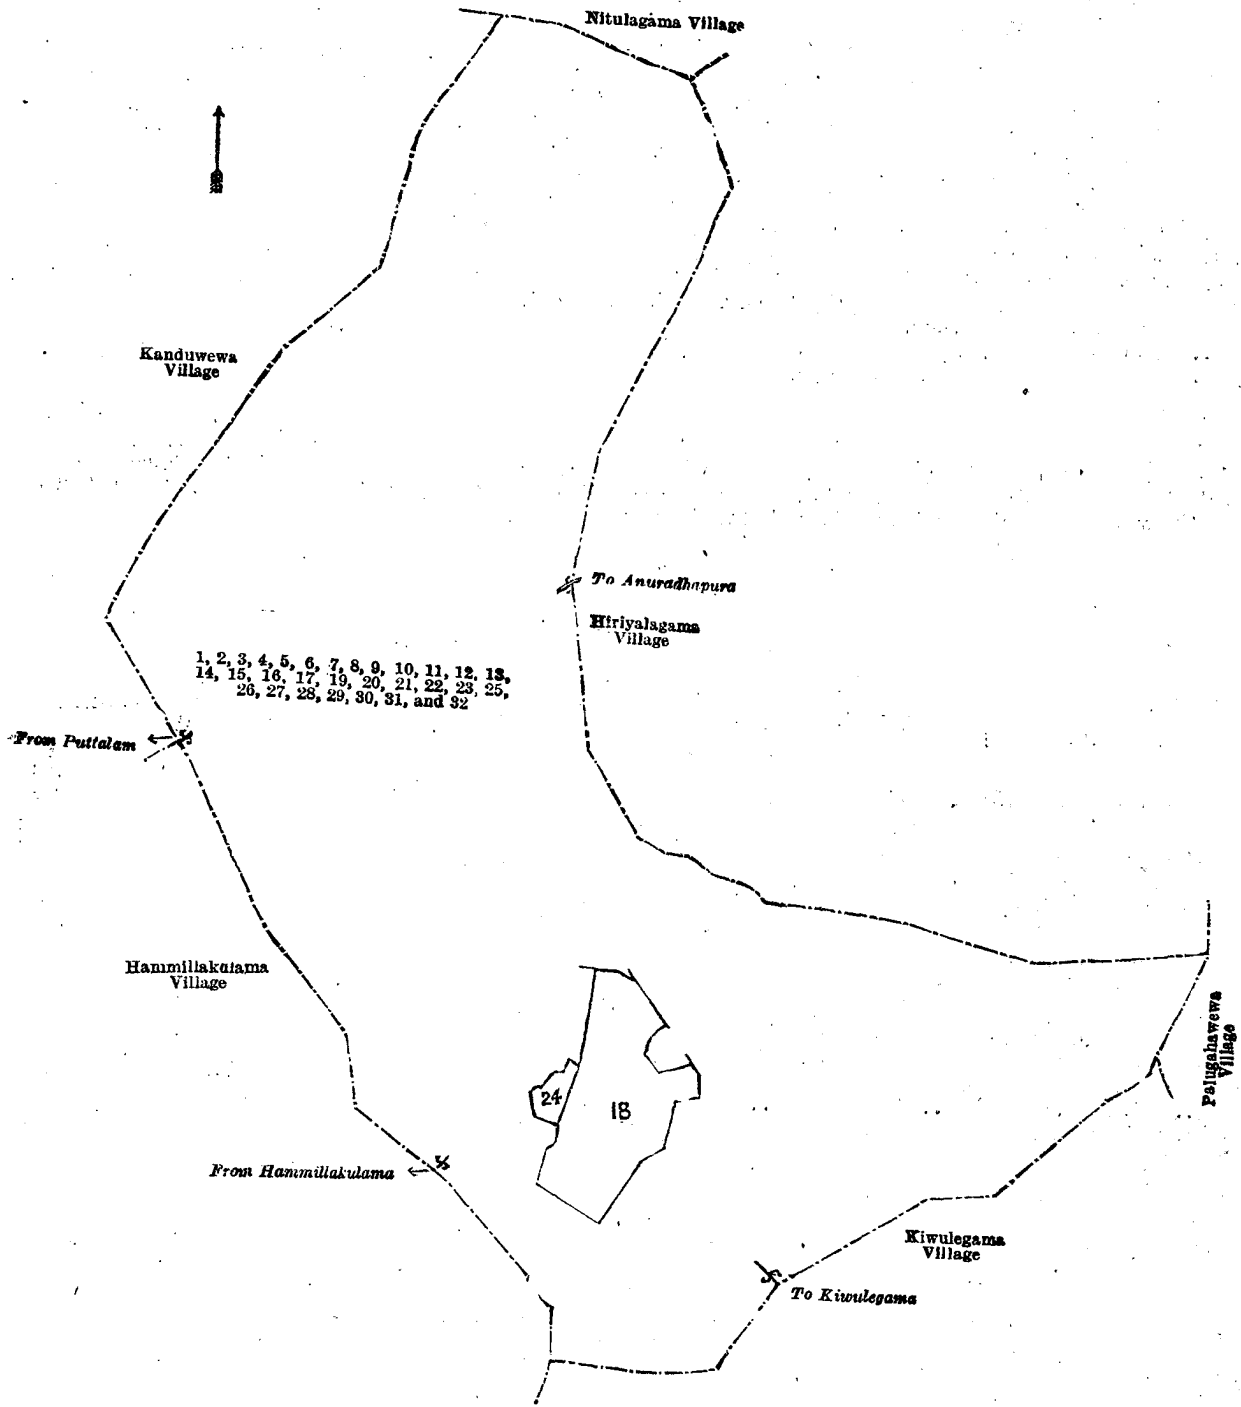 Nitulagama Village
Kanduwewa
Village
To Anuradhapura
Hiriyalagama
Village
1, 2, 3, 4, 5, 6, 7, 8, 9, 10, 11, 12, 13,
14, 15, 16, 17, 19, 20, 21, 22, 23, 25,
26, 27, 28, 29, 30, 31, and 32
From Puttalam
Hammillakulama
Village
Palugahawewa
Village
24
18
From Hammillakulama
Kiwulegama
Village
To Kiwulegama